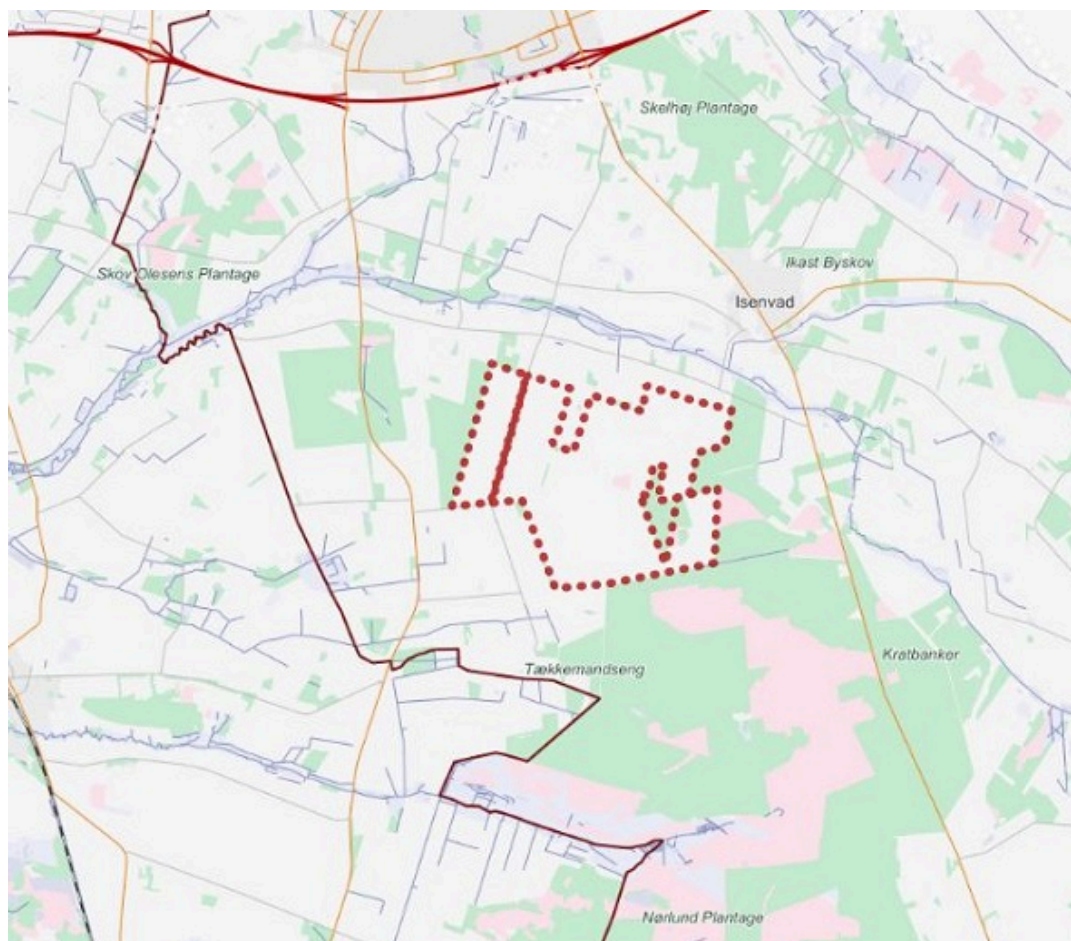 Skelhøj Plantage
Ikast Byskov
Skov Olesens Plantage
Isenvad
Kratbanker
Tækkemandseng
Nørlund Plantage